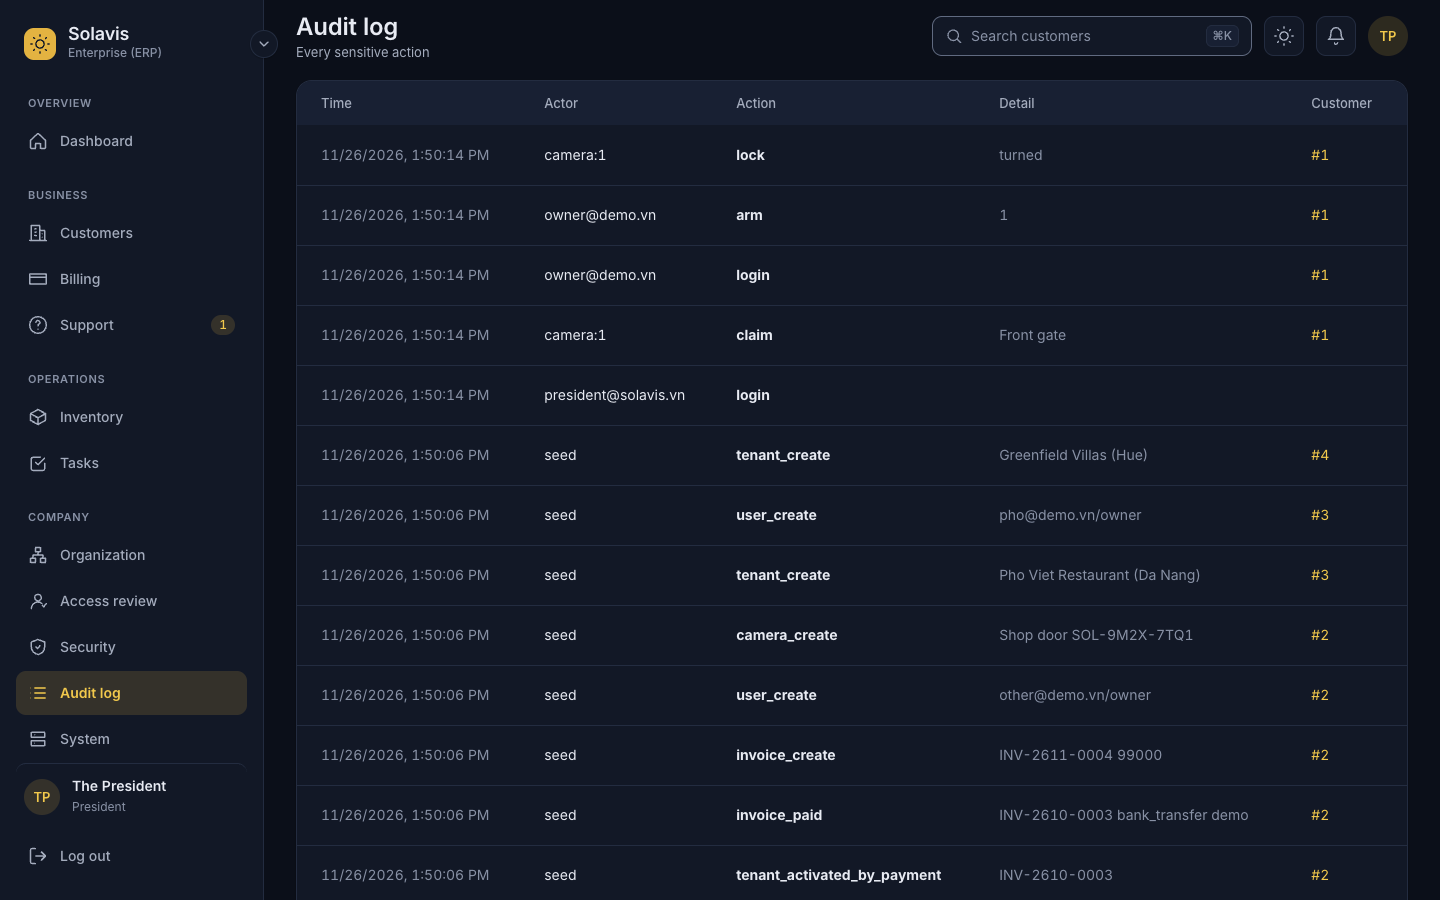 Solavis
Enterprise (ERP)
OVERVIEW
Dashboard
BUSINESS
Customers
Billing
Support 1
OPERATIONS
Inventory
Tasks
COMPANY
Organization
Access review
Security
Audit log
System
TP The President
President
Log out
Audit log
Every sensitive action
Search customers ⌘K
TP
Time Actor Action Detail Customer
11/26/2026, 1:50:14 PM camera:1 lock turned #1
11/26/2026, 1:50:14 PM owner@demo.vn arm 1 #1
11/26/2026, 1:50:14 PM owner@demo.vn login #1
11/26/2026, 1:50:14 PM camera:1 claim Front gate #1
11/26/2026, 1:50:14 PM president@solavis.vn login
11/26/2026, 1:50:06 PM seed tenant_create Greenfield Villas (Hue) #4
11/26/2026, 1:50:06 PM seed user_create pho@demo.vn/owner #3
11/26/2026, 1:50:06 PM seed tenant_create Pho Viet Restaurant (Da Nang) #3
11/26/2026, 1:50:06 PM seed camera_create Shop door SOL-9M2X-7TQ1 #2
11/26/2026, 1:50:06 PM seed user_create other@demo.vn/owner #2
11/26/2026, 1:50:06 PM seed invoice_create INV-2611-0004 99000 #2
11/26/2026, 1:50:06 PM seed invoice_paid INV-2610-0003 bank_transfer demo #2
11/26/2026, 1:50:06 PM seed tenant_activated_by_payment INV-2610-0003 #2